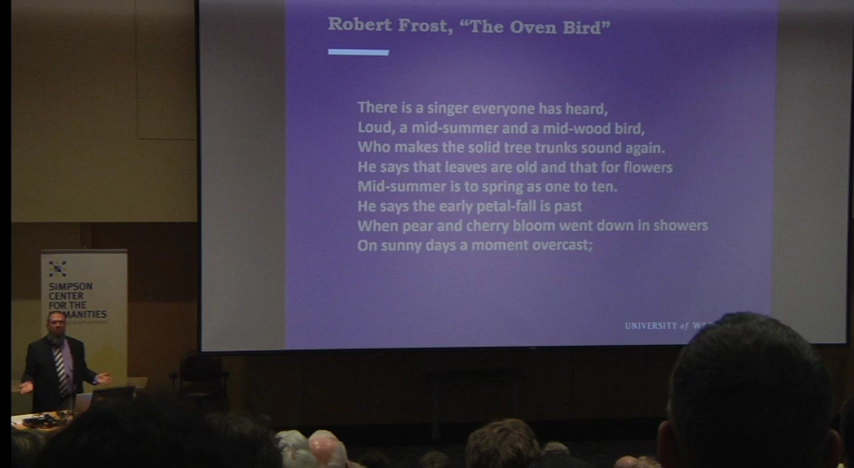 Robert Frost, “The Oven Bird”
There is a singer everyone has heard,
Loud, a mid-summer and a mid-wood bird,
Who makes the solid tree trunks sound again.
He says that leaves are old and that for flowers
Mid-summer is to spring as one to ten.
He says the early petal-fall is past
When pear and cherry bloom went down in showers
On sunny days a moment overcast;
UNIVERSITY of
SIMPSON
CENTER
FOR THE